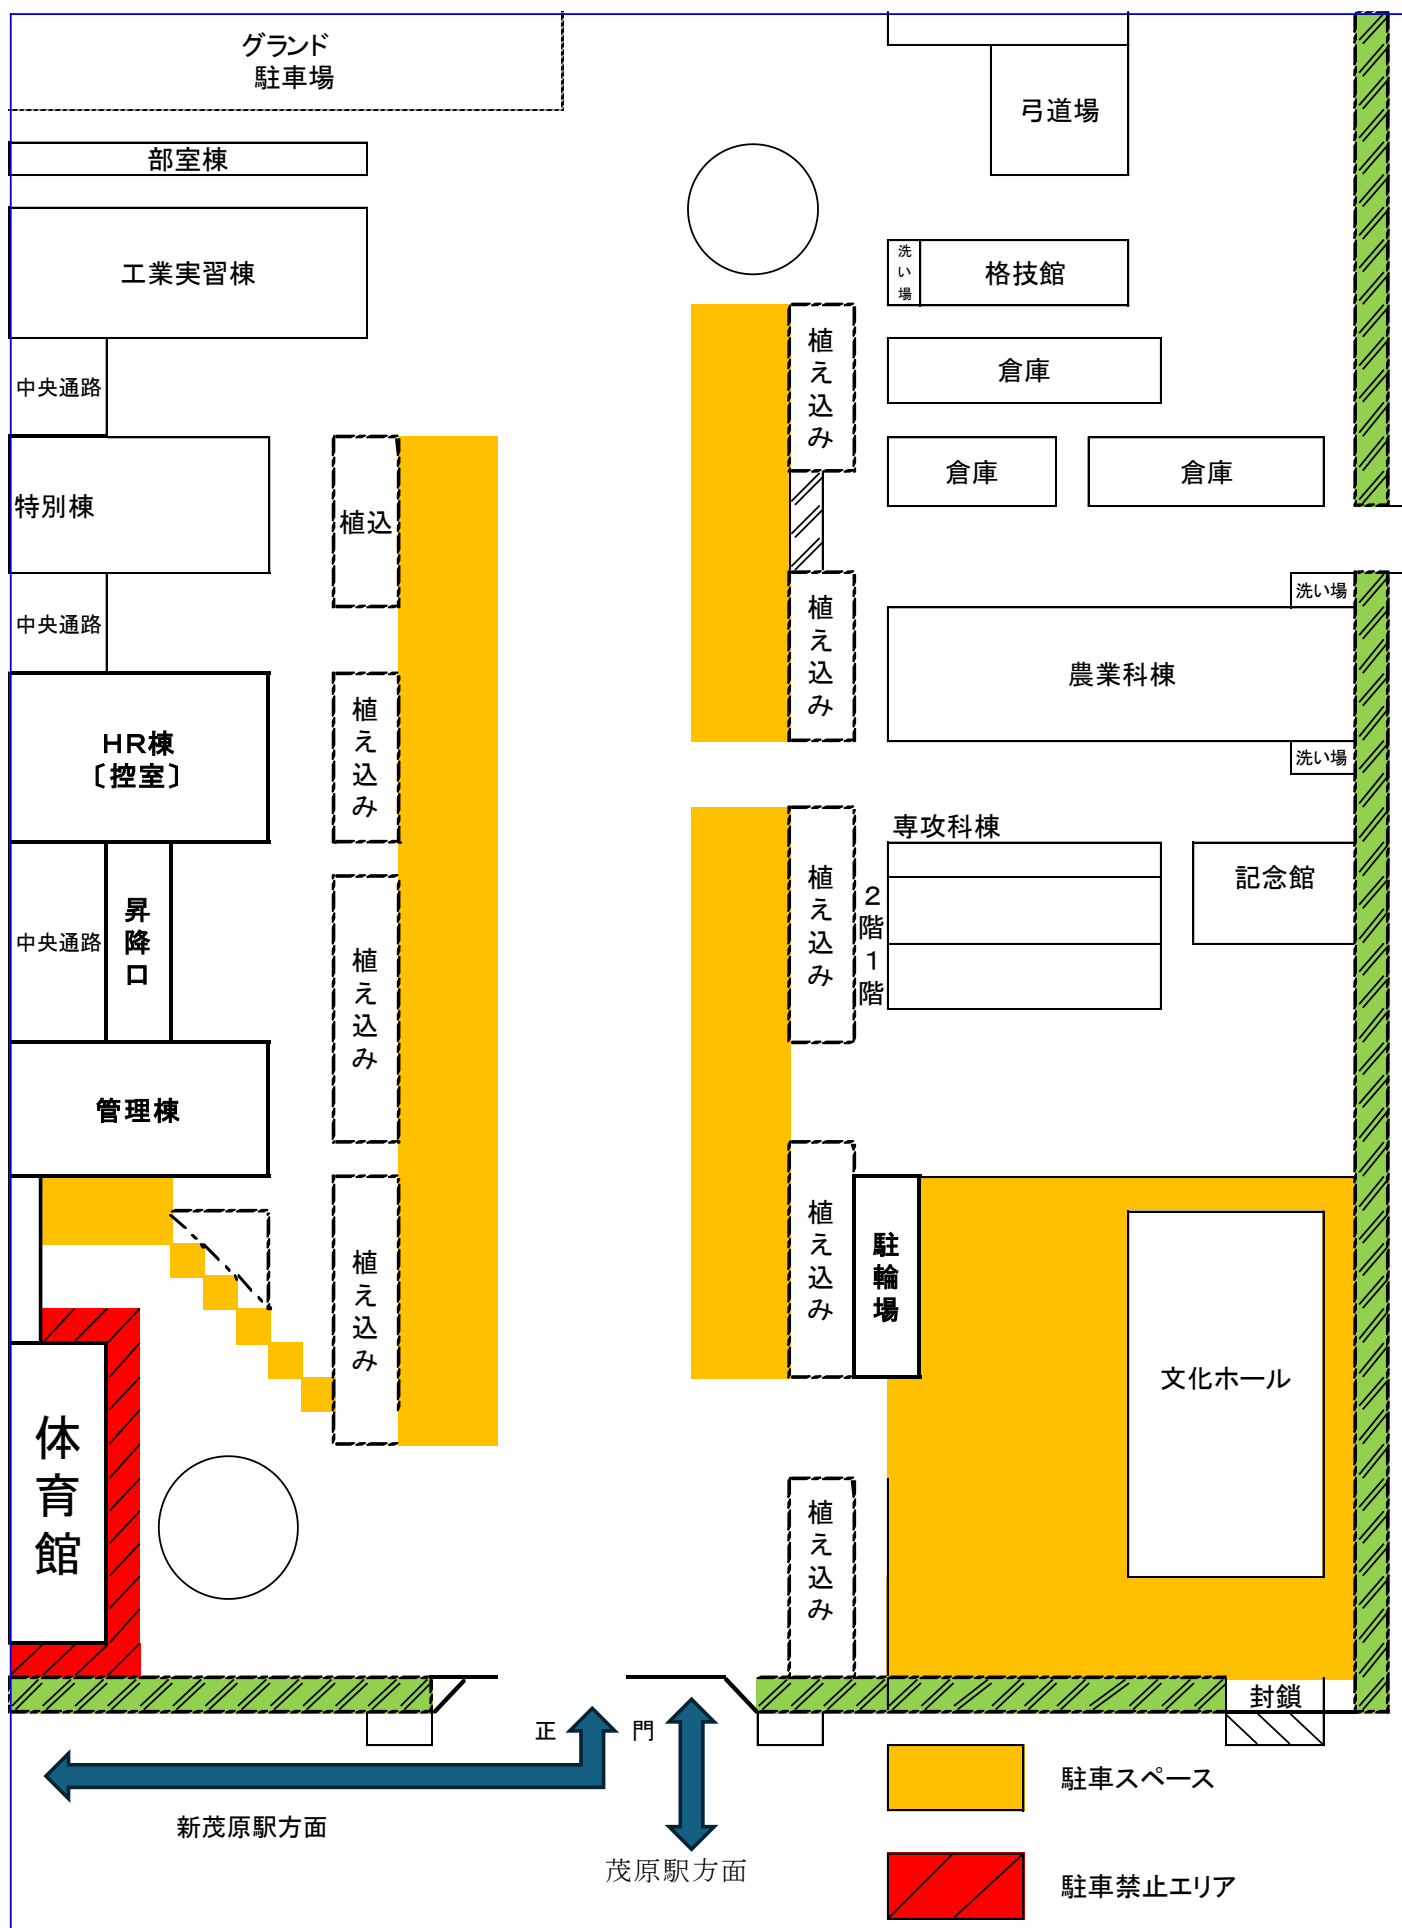 グランド
駐車場
弓道場
部室棟
工業実習棟
洗い場
格技館
植え込み
倉庫
中央通路
倉庫
倉庫
特別棟
植込
洗い場
中央通路
植え込み
農業科棟
HR棟
〔控室〕
植え込み
洗い場
専攻科棟
植え込み
2階
1階
記念館
中央通路
昇降口
植え込み
管理棟
植え込み
駐輪場
植え込み
文化ホール
体育館
植え込み
封鎖
正
門
駐車スペース
新茂原駅方面
茂原駅方面
駐車禁止エリア